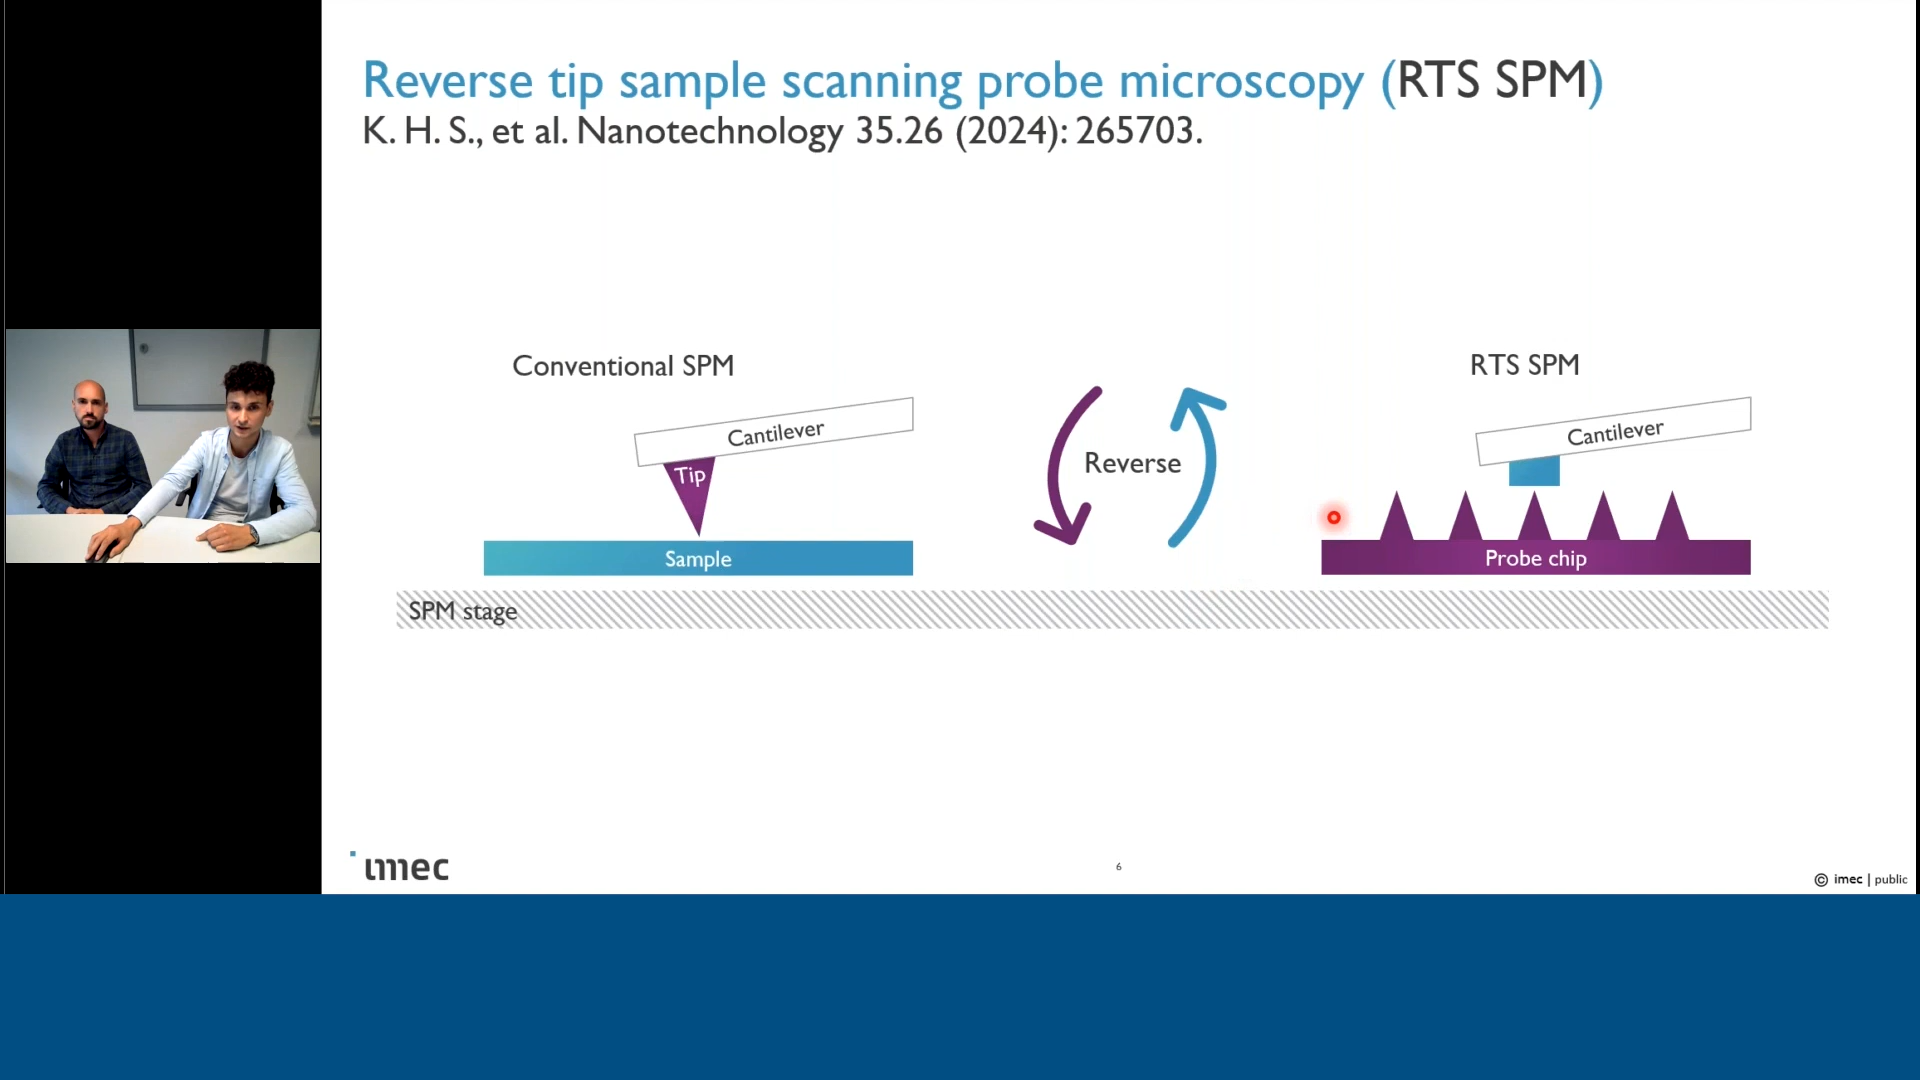 Reverse tip sample scanning probe microscopy (RTS SPM)
K. H. S., et al. Nanotechnology 35.26 (2024): 265703.
Conventional SPM
RTS SPM
Cantilever
Tip
Sample
Reverse
Cantilever
Probe chip
SPM stage
imec
6
© imec | public